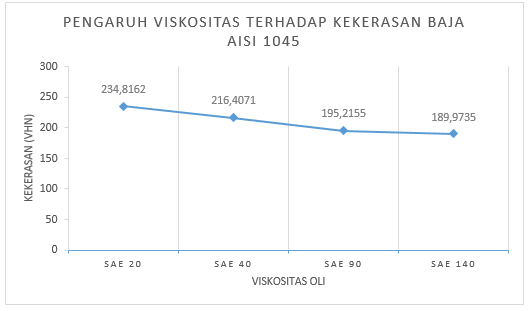 PENGARUH VISKOSITAS TERHADAP KEKERASAN BAJA
AISI 1045
300
250
200
150
100
50
0
KEKERASAN (VHN)
234,8162
216,4071
195,2155
189,9735
SAE 20
SAE 40
SAE 90
SAE 140
VISKOSITAS OLI